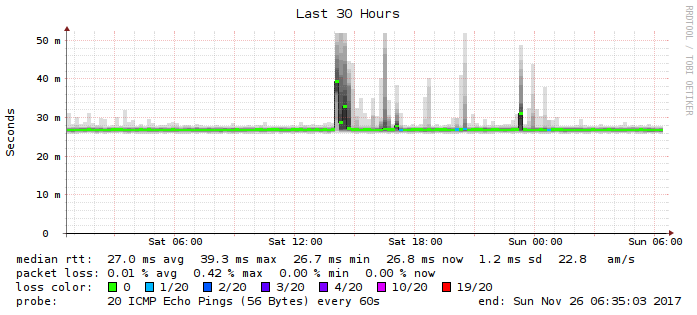 Last 30 Hours
RRDTOOL / TOBI OETIKER
Seconds
50 m
40 m
30 m
20 m
10 m
0
Sat 06:00 Sat 12:00 Sat 18:00 Sun 00:00 Sun 06:00
median rtt: 27.0 ms avg 39.3 ms max 26.7 ms min 26.8 ms now 1.2 ms sd 22.8 am/s
packet loss: 0.01 % avg 0.42 % max 0.00 % min 0.00 % now
loss color: 0 1/20 2/20 3/20 4/20 10/20 19/20
probe: 20 ICMP Echo Pings (56 Bytes) every 60s end: Sun Nov 26 06:35:03 2017